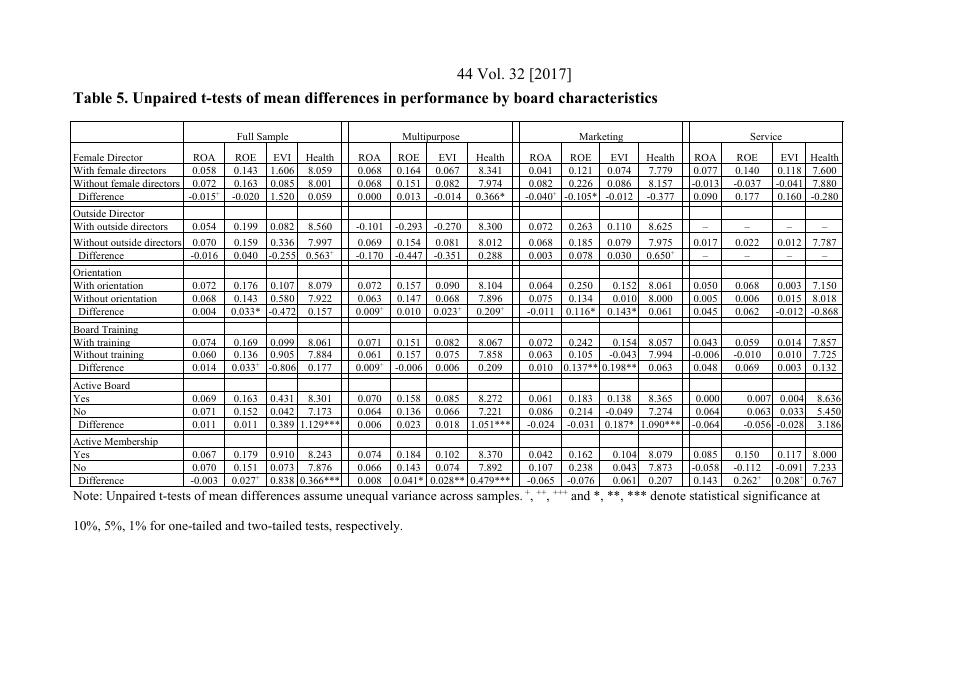 44 Vol. 32 [2017]
Table 5. Unpaired t-tests of mean differences in performance by board characteristics
Full Sample Multipurpose Marketing Service
Female Director ROA ROE EVI Health ROA ROE EVI Health ROA ROE EVI Health ROA ROE EVI Health
With female directors 0.058 0.143 1.606 8.059 0.068 0.164 0.067 8.341 0.041 0.121 0.074 7.779 0.077 0.140 0.118 7.600
Without female directors 0.072 0.163 0.085 8.001 0.068 0.151 0.082 7.974 0.082 0.226 0.086 8.157 -0.013 -0.037 -0.041 7.880
Difference -0.015⁺ -0.020 1.520 0.059 0.000 0.013 -0.014 0.366* -0.040⁺ -0.105* -0.012 -0.377 0.090 0.177 0.160 -0.280
Outside Director
With outside directors 0.054 0.199 0.082 8.560 -0.101 -0.293 -0.270 8.300 0.072 0.263 0.110 8.625 – – – –
Without outside directors 0.070 0.159 0.336 7.997 0.069 0.154 0.081 8.012 0.068 0.185 0.079 7.975 0.017 0.022 0.012 7.787
Difference -0.016 0.040 -0.255 0.563⁺ -0.170 -0.447 -0.351 0.288 0.003 0.078 0.030 0.650⁺ – – – –
Orientation
With orientation 0.072 0.176 0.107 8.079 0.072 0.157 0.090 8.104 0.064 0.250 0.152 8.061 0.050 0.068 0.003 7.150
Without orientation 0.068 0.143 0.580 7.922 0.063 0.147 0.068 7.896 0.075 0.134 0.010 8.000 0.005 0.006 0.015 8.018
Difference 0.004 0.033* -0.472 0.157 0.009⁺ 0.010 0.023⁺ 0.209⁺ -0.011 0.116* 0.143* 0.061 0.045 0.062 -0.012 -0.868
Board Training
With training 0.074 0.169 0.099 8.061 0.071 0.151 0.082 8.067 0.072 0.242 0.154 8.057 0.043 0.059 0.014 7.857
Without training 0.060 0.136 0.905 7.884 0.061 0.157 0.075 7.858 0.063 0.105 -0.043 7.994 -0.006 -0.010 0.010 7.725
Difference 0.014 0.033⁺ -0.806 0.177 0.009⁺ -0.006 0.006 0.209 0.010 0.137** 0.198** 0.063 0.048 0.069 0.003 0.132
Active Board
Yes 0.069 0.163 0.431 8.301 0.070 0.158 0.085 8.272 0.061 0.183 0.138 8.365 0.000 0.007 0.004 8.636
No 0.071 0.152 0.042 7.173 0.064 0.136 0.066 7.221 0.086 0.214 -0.049 7.274 0.064 0.063 0.033 5.450
Difference 0.011 0.011 0.389 1.129*** 0.006 0.023 0.018 1.051*** -0.024 -0.031 0.187* 1.090*** -0.064 -0.056 -0.028 3.186
Active Membership
Yes 0.067 0.179 0.910 8.243 0.074 0.184 0.102 8.370 0.042 0.162 0.104 8.079 0.085 0.150 0.117 8.000
No 0.070 0.151 0.073 7.876 0.066 0.143 0.074 7.892 0.107 0.238 0.043 7.873 -0.058 -0.112 -0.091 7.233
Difference -0.003 0.027⁺ 0.838 0.366*** 0.008 0.041* 0.028** 0.479*** -0.065 -0.076 0.061 0.207 0.143 0.262⁺ 0.208⁺ 0.767
Note: Unpaired t-tests of mean differences assume unequal variance across samples. ⁺, ⁺⁺, ⁺⁺⁺ and *, **, *** denote statistical significance at
10%, 5%, 1% for one-tailed and two-tailed tests, respectively.